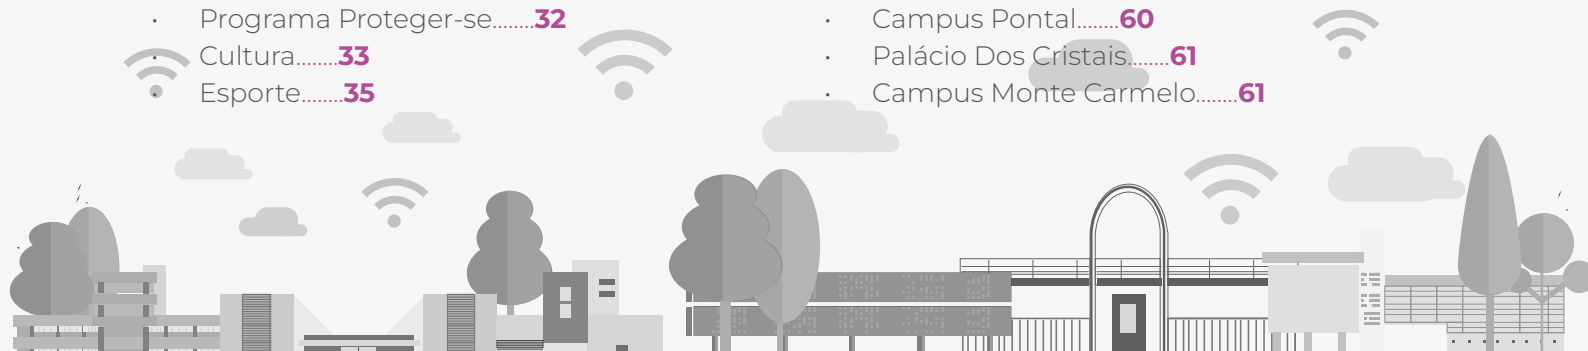 • Programa Proteger-se........32
• Cultura........33
• Esporte........35
• Campus Pontal........60
• Palácio Dos Cristais........61
• Campus Monte Carmelo........61